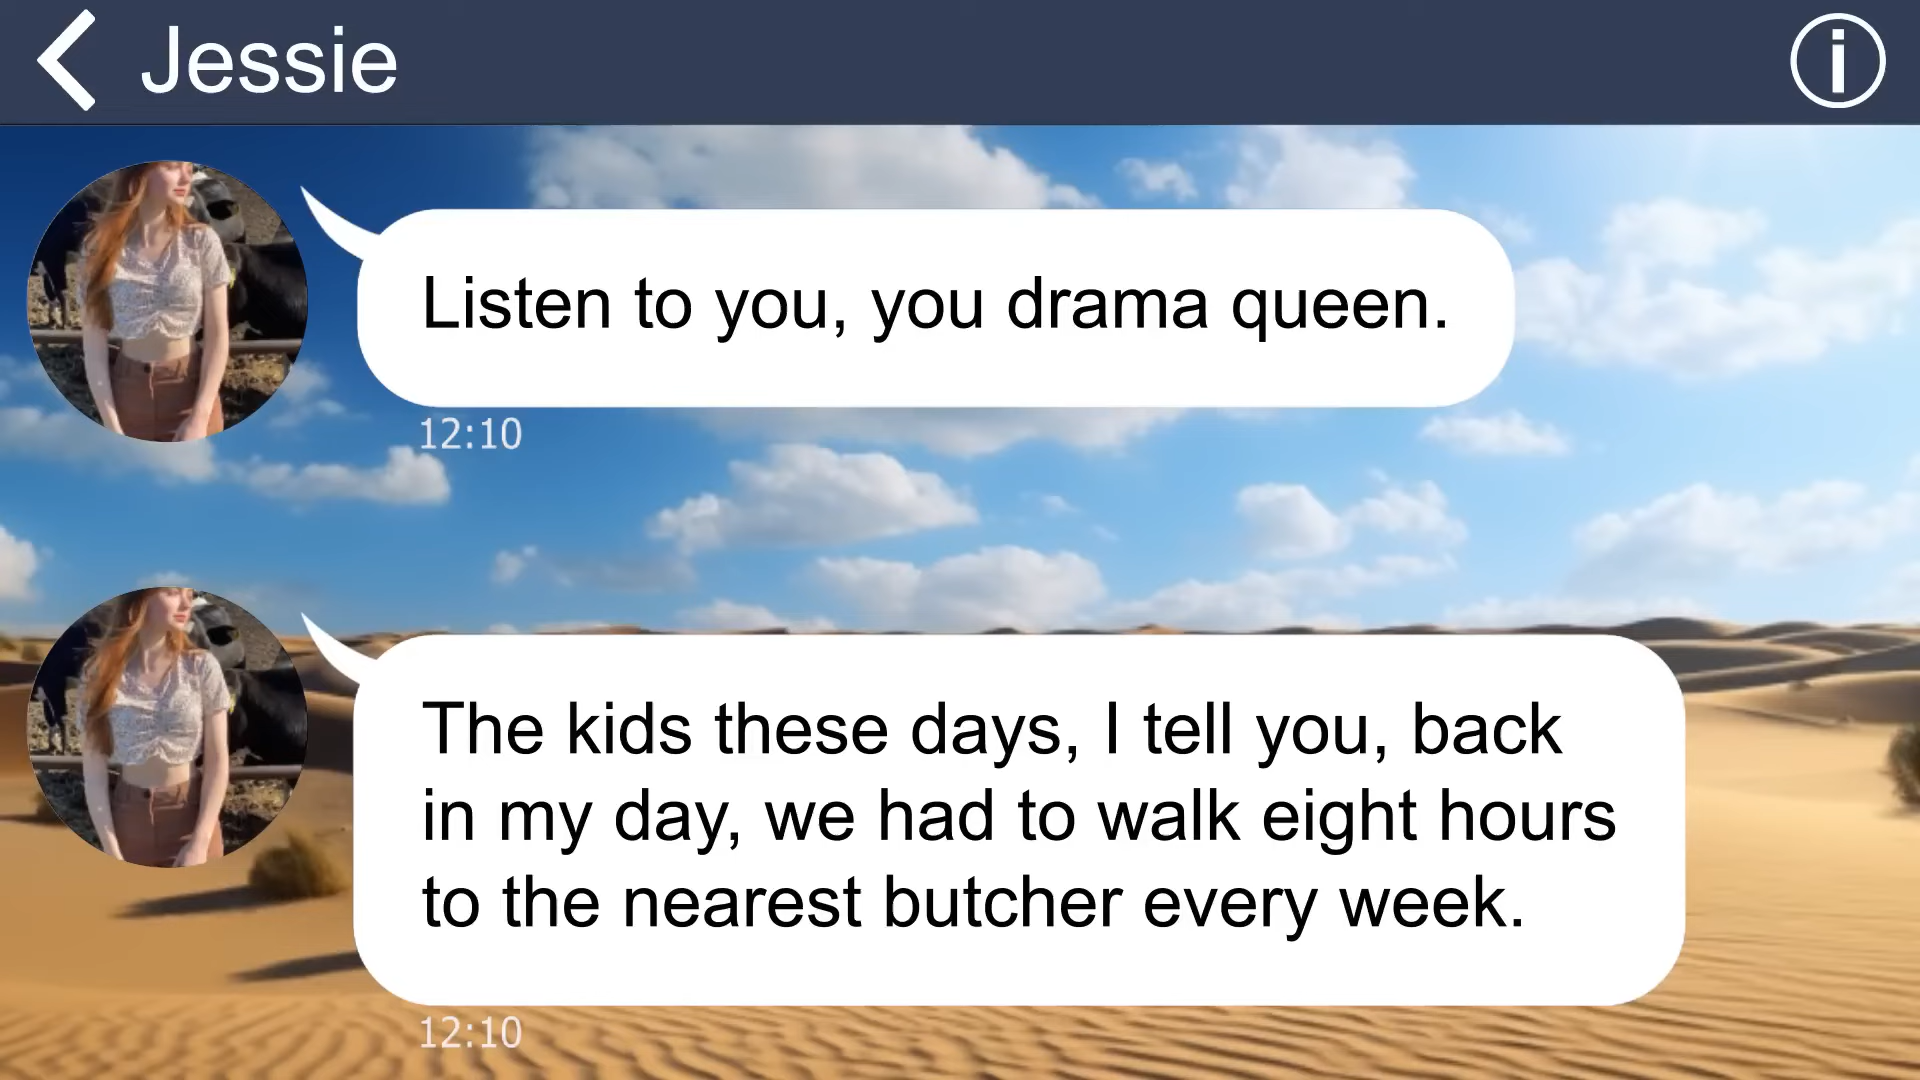 Jessie
Listen to you, you drama queen.
12:10
The kids these days, I tell you, back
in my day, we had to walk eight hours
to the nearest butcher every week.
12:10